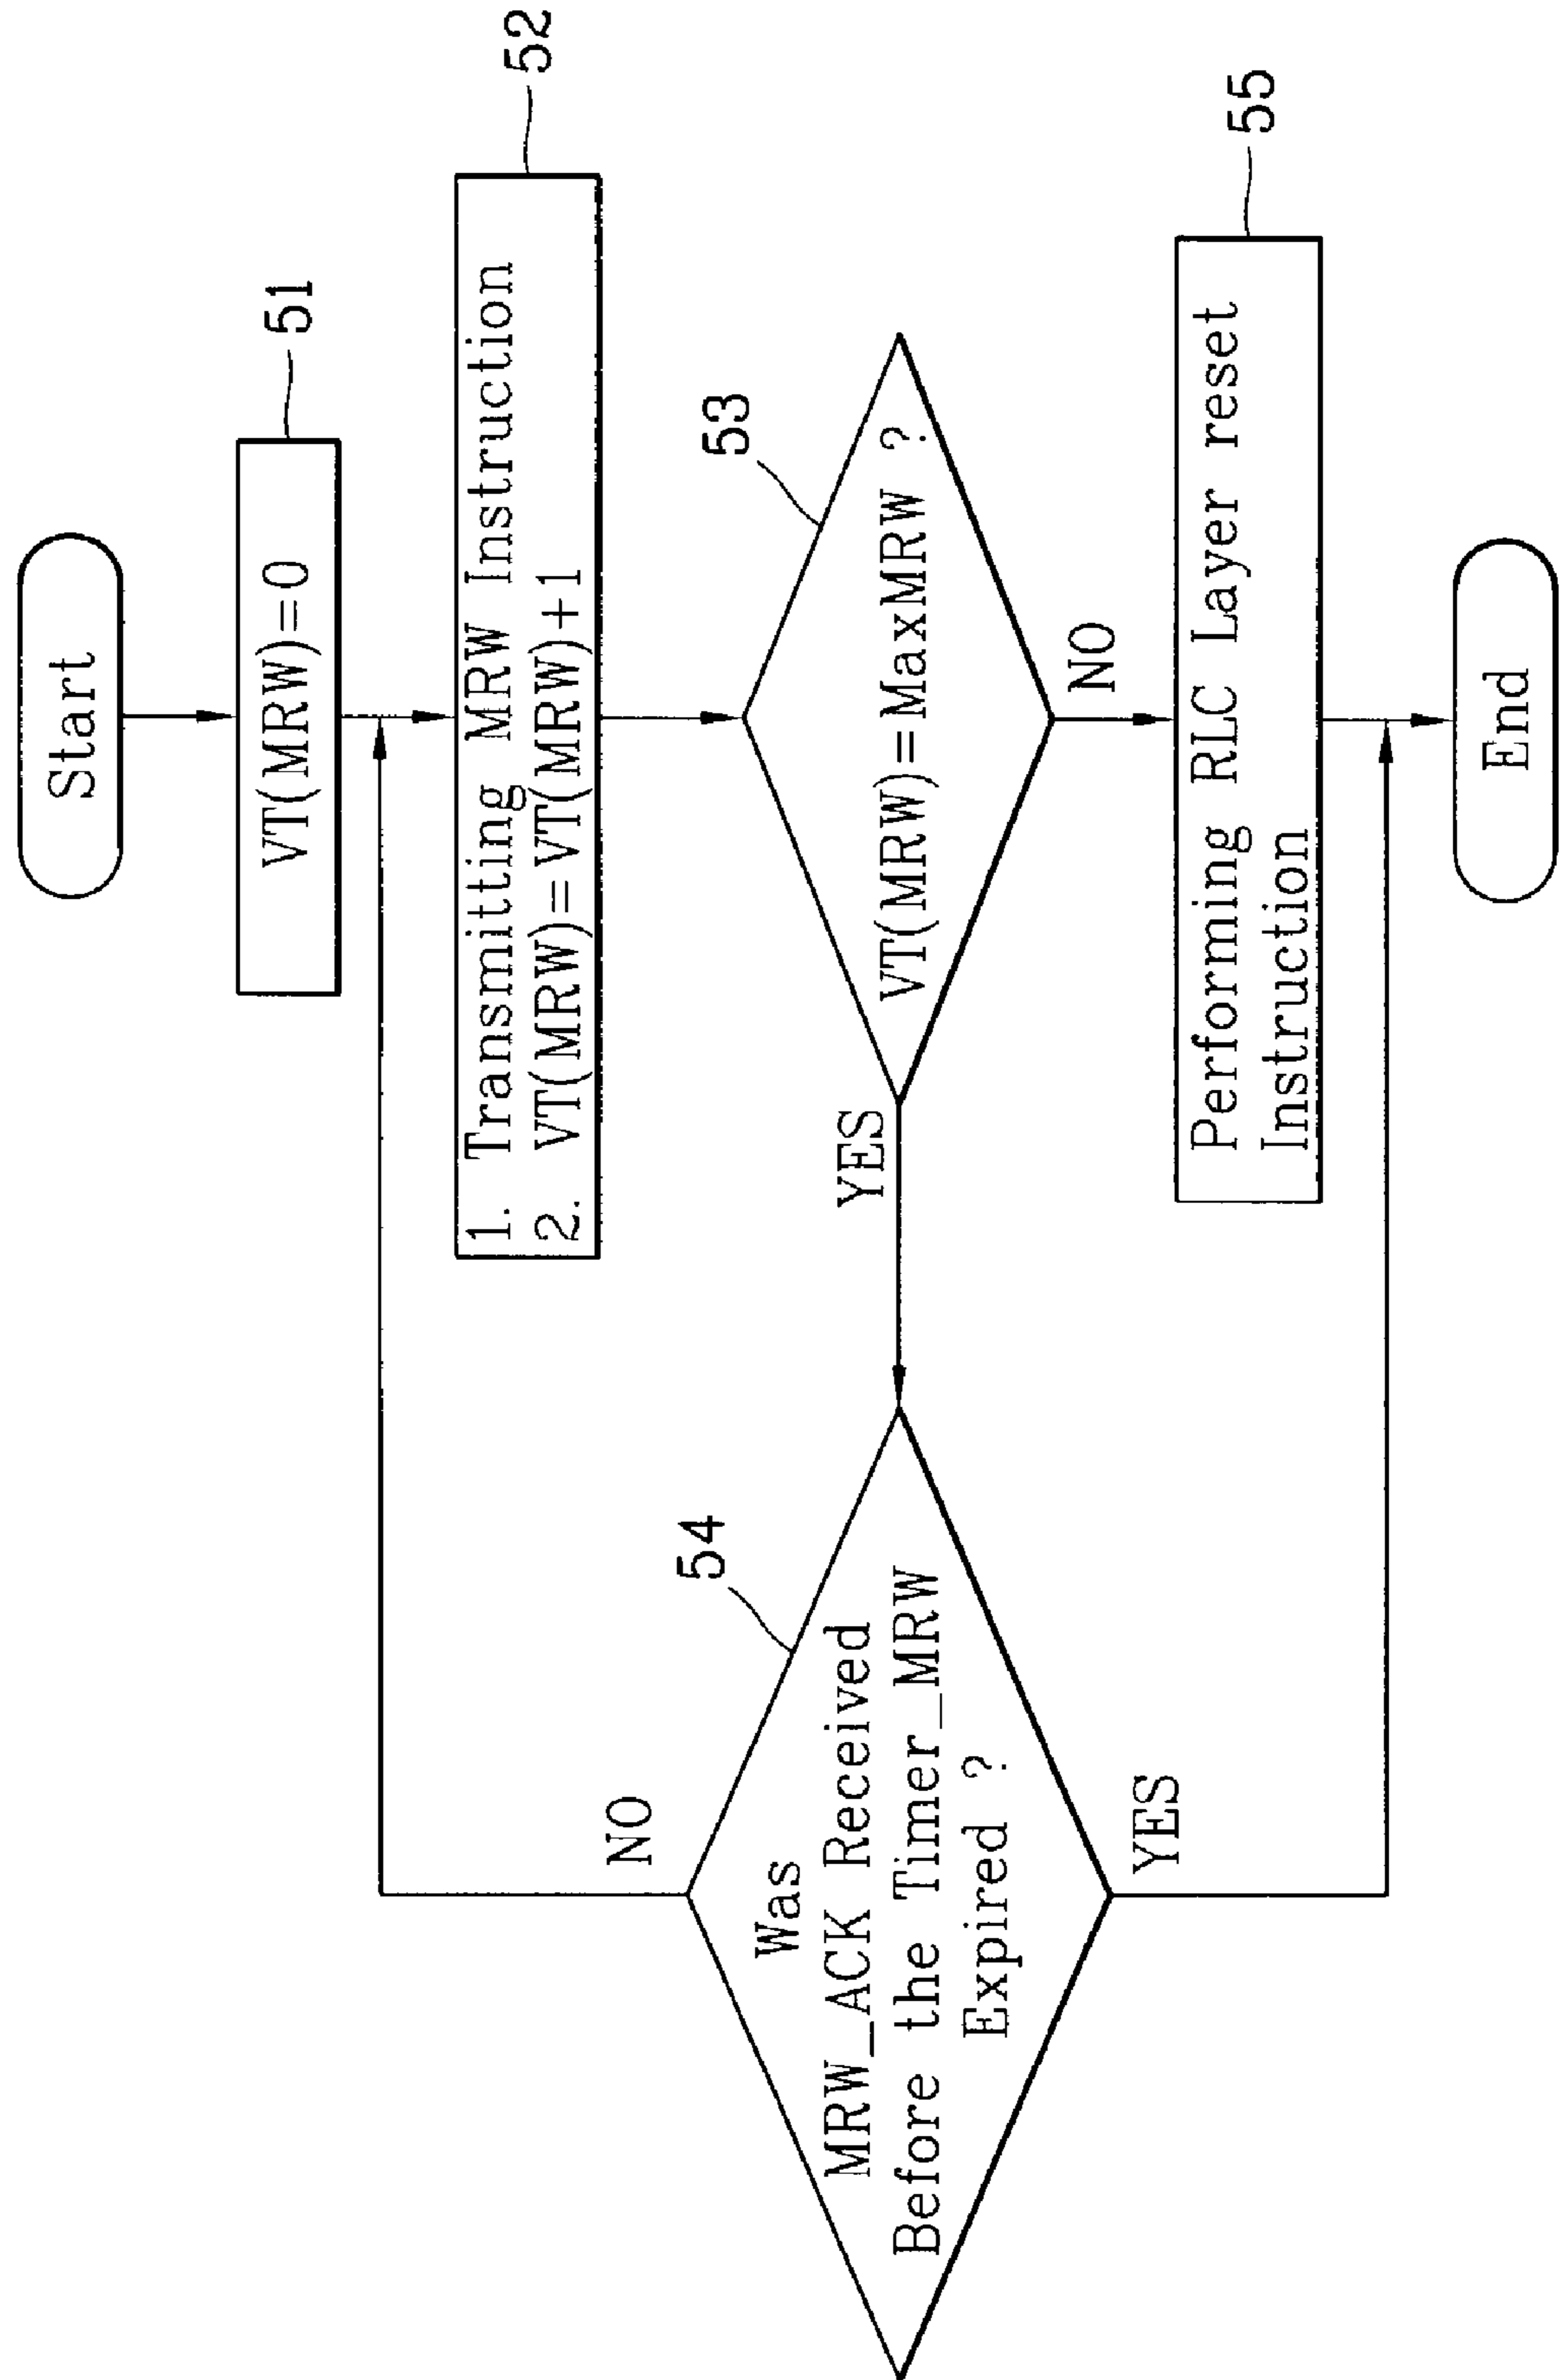 Start
VT(MRW)=0
51
1. Transmitting MRW Instruction
2. VT(MRW)=VT(MRW)+1
52
VT(MRW)=MaxMRW ?
53
YES
NO
Was
MRW_ACK Received
Before the Timer_MRW
Expired ?
54
NO
YES
Performing RLC Layer reset
Instruction
55
End